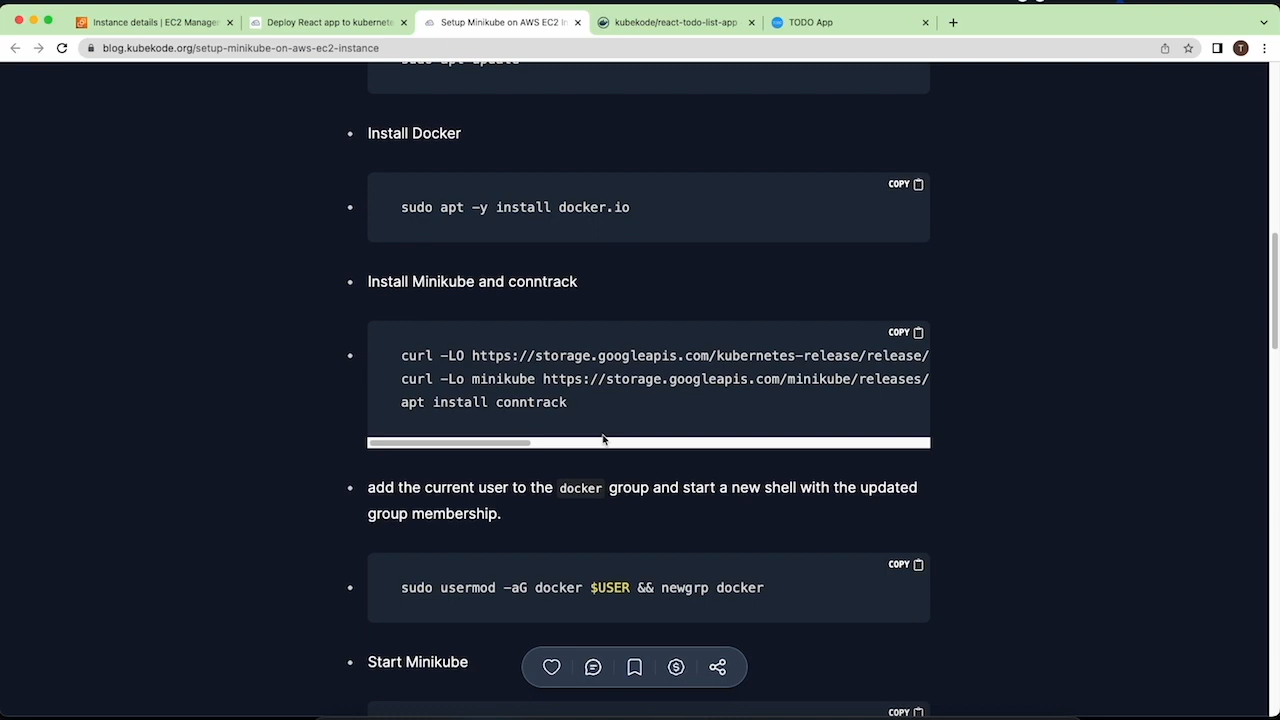 Instance details | EC2 Manager
Deploy React app to kubernete
Setup Minikube on AWS EC2 In
kubekode/react-todo-list-app
TODO App
blog.kubekode.org/setup-minikube-on-aws-ec2-instance
T
sudo apt update
Install Docker
COPY
sudo apt -y install docker.io
Install Minikube and conntrack
COPY
curl -LO https://storage.googleapis.com/kubernetes-release/release/
curl -Lo minikube https://storage.googleapis.com/minikube/releases/
apt install conntrack
add the current user to the docker group and start a new shell with the updated
group membership.
COPY
sudo usermod -aG docker $USER && newgrp docker
Start Minikube
COPY